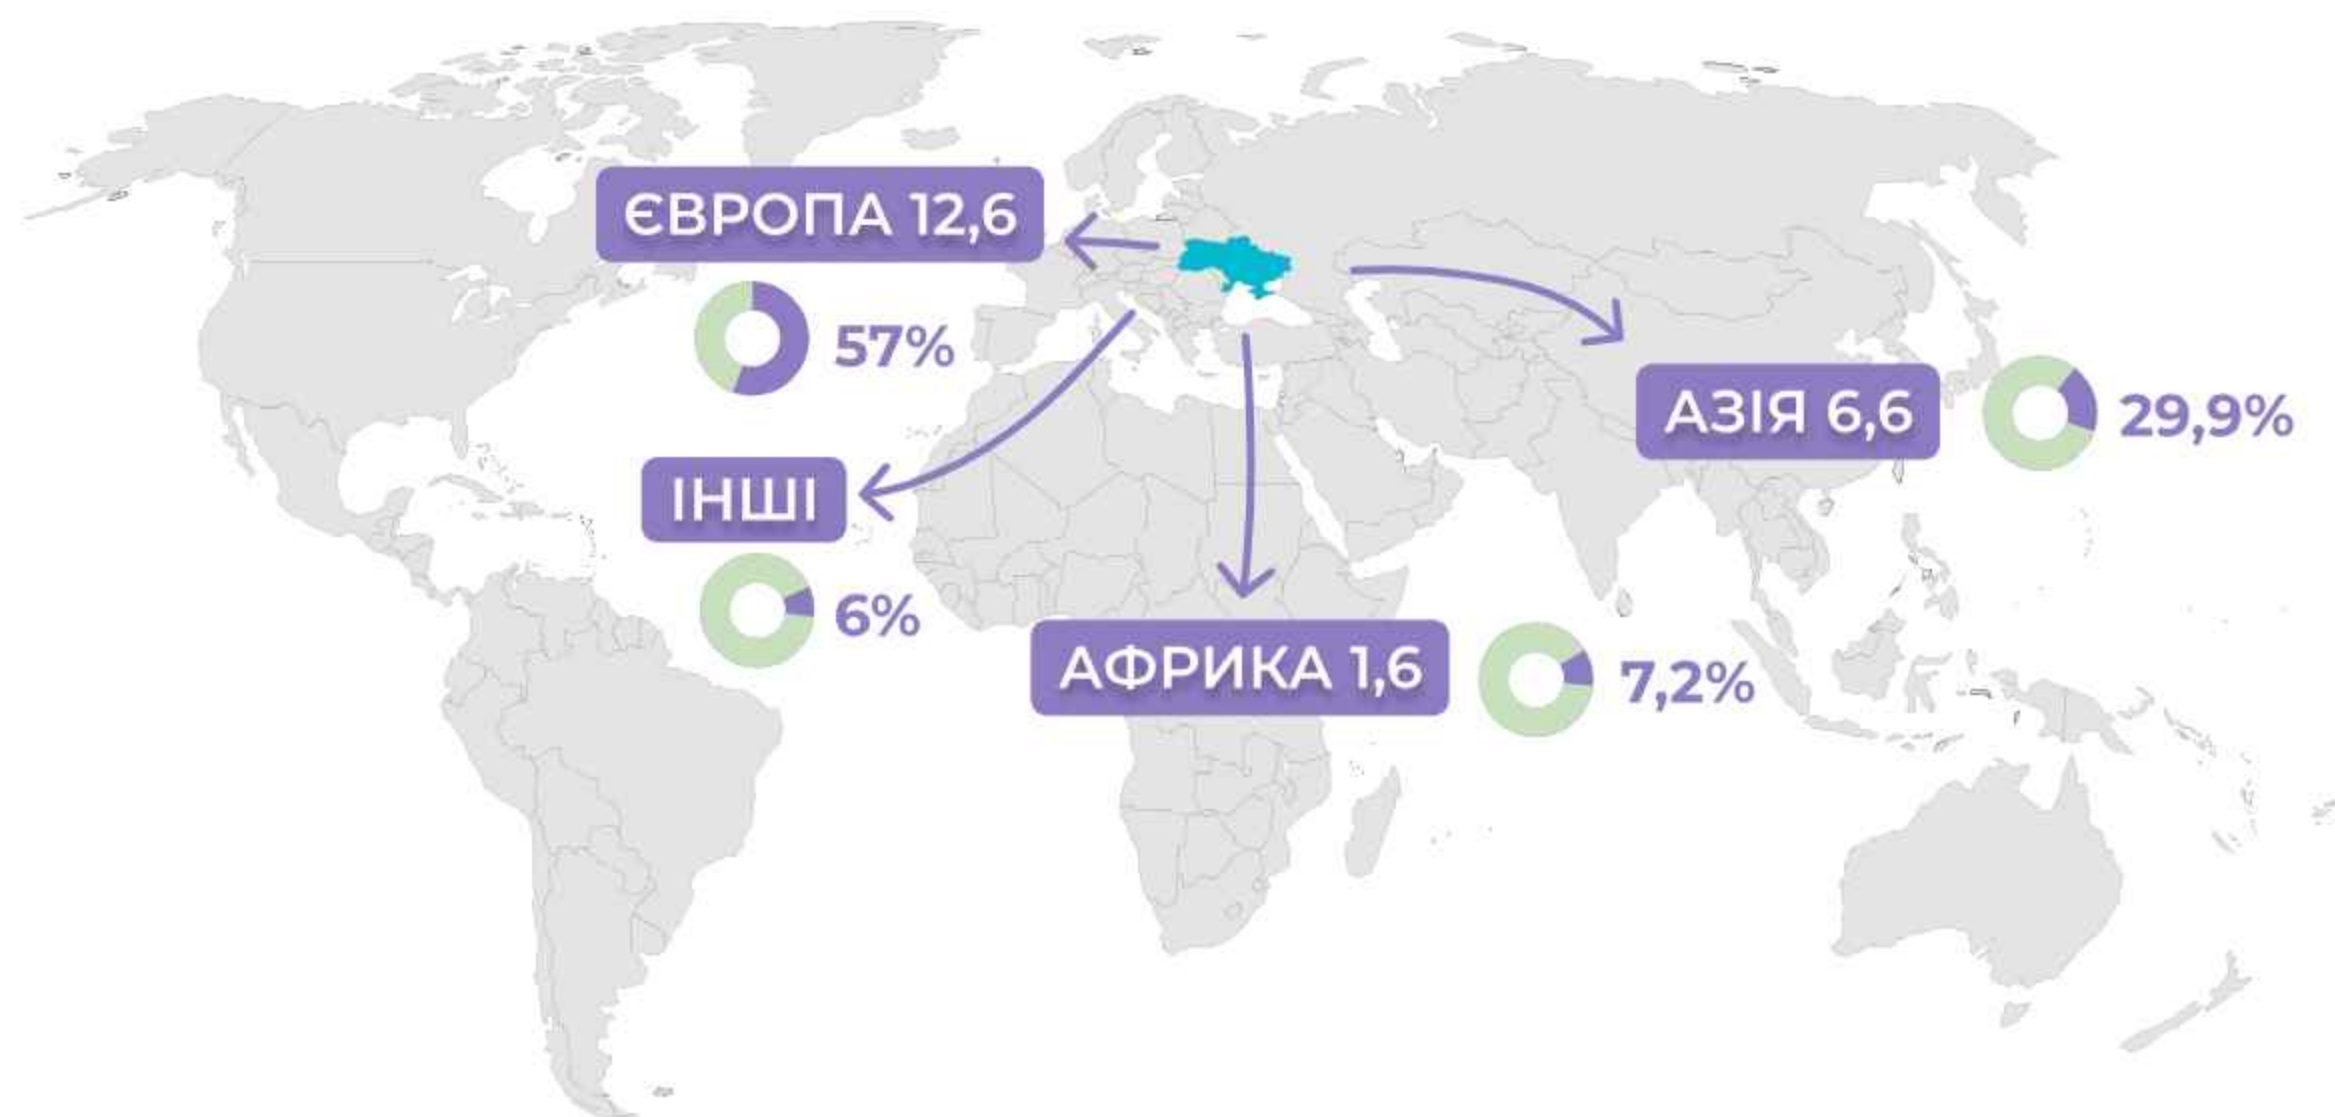 ЄВРОПА 12,6
57%
ІНШІ
6%
АФРИКА 1,6
7,2%
АЗІЯ 6,6
29,9%